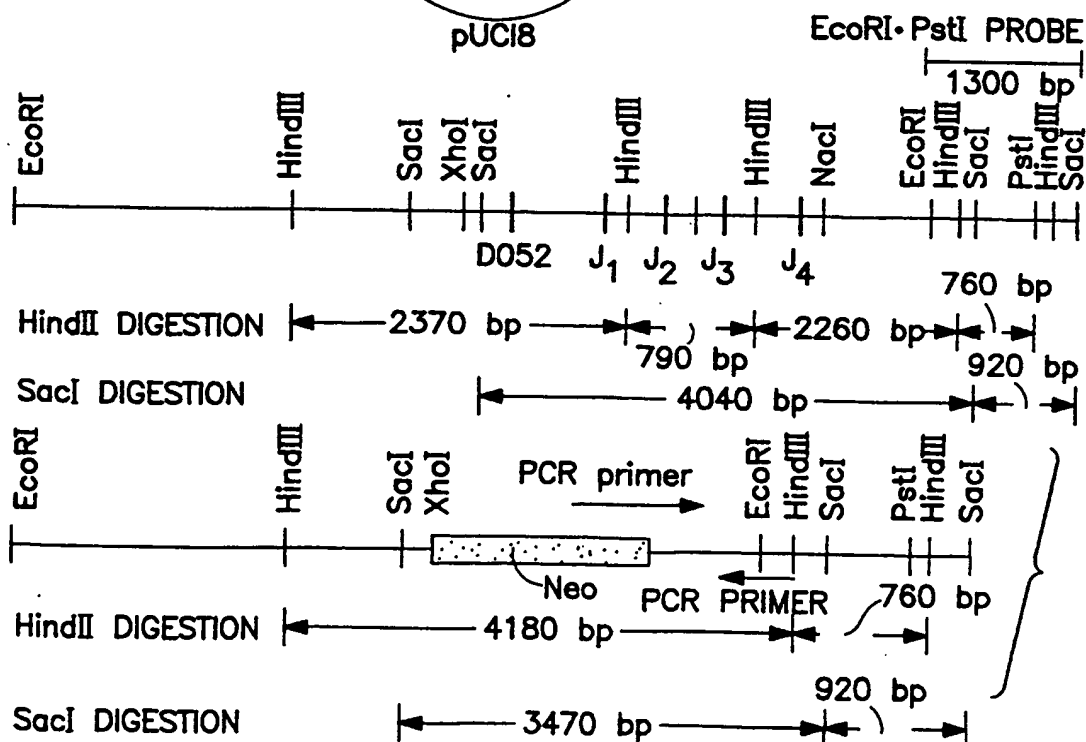 pUC18
EcoRI•PstI PROBE
1300 bp
EcoRI
HindIII
SacI
XhoI
SacI
HindIII
HindIII
NacI
EcoRI
HindIII
SacI
PstI
HindIII
SacI
D052 J1 J2 J3 J4
HindII DIGESTION
2370 bp
790 bp
2260 bp
760 bp
SacI DIGESTION
4040 bp
920 bp
EcoRI
HindIII
SacI
XhoI
PCR primer
EcoRI
HindIII
SacI
PstI
HindIII
SacI
Neo
PCR PRIMER
HindII DIGESTION
4180 bp
760 bp
SacI DIGESTION
3470 bp
920 bp